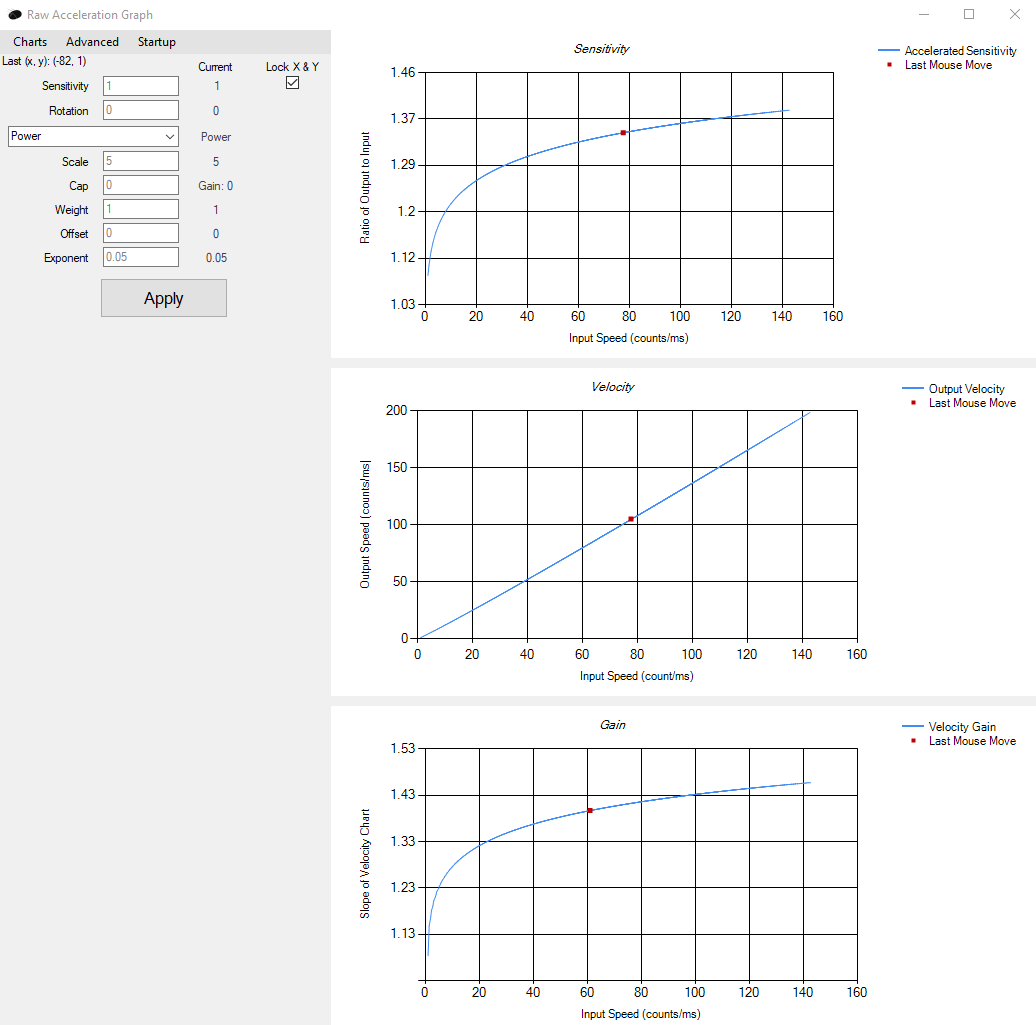 Raw Acceleration Graph
Charts Advanced Startup
Last (x, y): (-82, 1)
Current Lock X & Y
Sensitivity 1 1
Rotation 0 0
Power Power
Scale 5 5
Cap 0 Gain: 0
Weight 1 1
Offset 0 0
Exponent 0.05 0.05
Apply
Sensitivity
Accelerated Sensitivity
Last Mouse Move
Ratio of Output to Input
1.46
1.37
1.29
1.2
1.12
1.03
0 20 40 60 80 100 120 140 160
Input Speed (counts/ms)
Velocity
Output Velocity
Last Mouse Move
Output Speed (counts/ms)
200
150
100
50
0
0 20 40 60 80 100 120 140 160
Input Speed (count/ms)
Gain
Velocity Gain
Last Mouse Move
Slope of Velocity Chart
1.53
1.43
1.33
1.23
1.13
0 20 40 60 80 100 120 140 160
Input Speed (counts/ms)